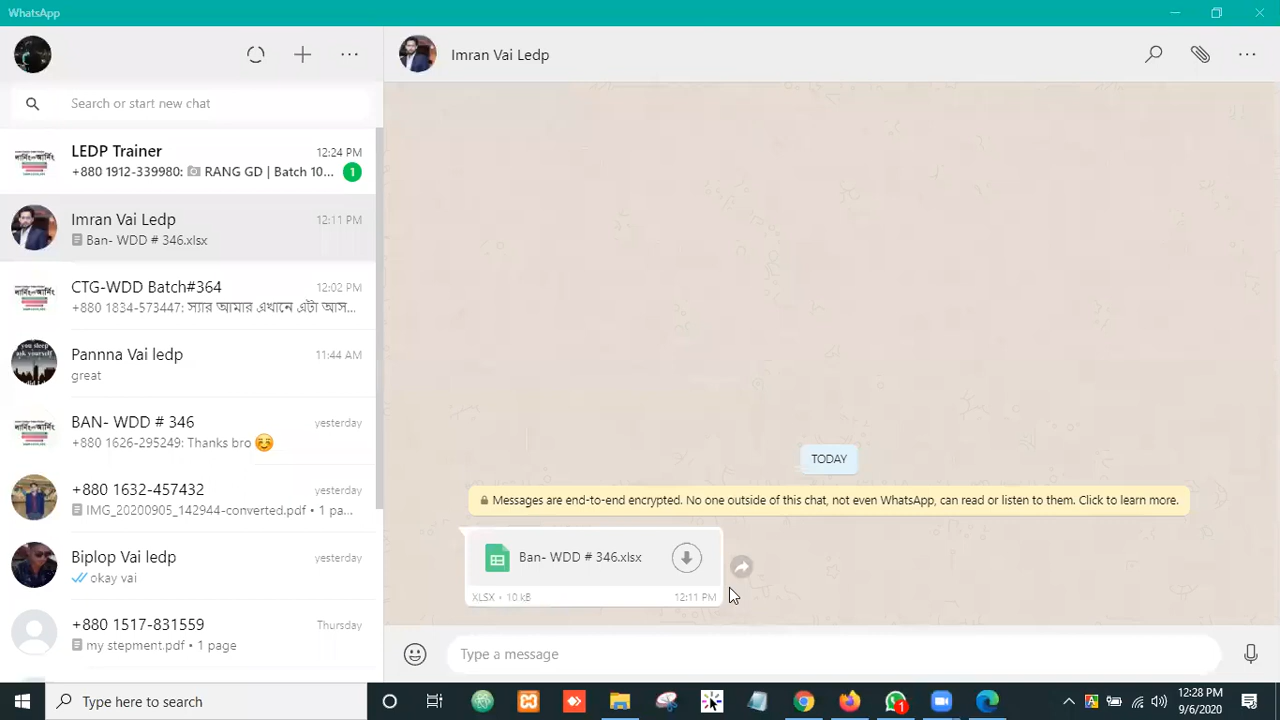 WhatsApp
Imran Vai Ledp
Search or start new chat
LEDP Trainer
12:24 PM
+880 1912-339980: RANG GD | Batch 10...
1
Imran Vai Ledp
12:11 PM
Ban- WDD # 346.xlsx
CTG-WDD Batch#364
12:02 PM
+880 1834-573447: স্যার আমার এখানে এটা আস...
Pannna Vai ledp
11:44 AM
great
BAN- WDD # 346
yesterday
+880 1626-295249: Thanks bro
+880 1632-457432
yesterday
IMG_20200905_142944-converted.pdf • 1 pa...
Biplop Vai ledp
yesterday
okay vai
+880 1517-831559
Thursday
my stepment.pdf • 1 page
TODAY
Messages are end-to-end encrypted. No one outside of this chat, not even WhatsApp, can read or listen to them. Click to learn more.
Ban- WDD # 346.xlsx
XLSX • 10 kB
12:11 PM
Type a message
Type here to search
1
12:28 PM
9/6/2020